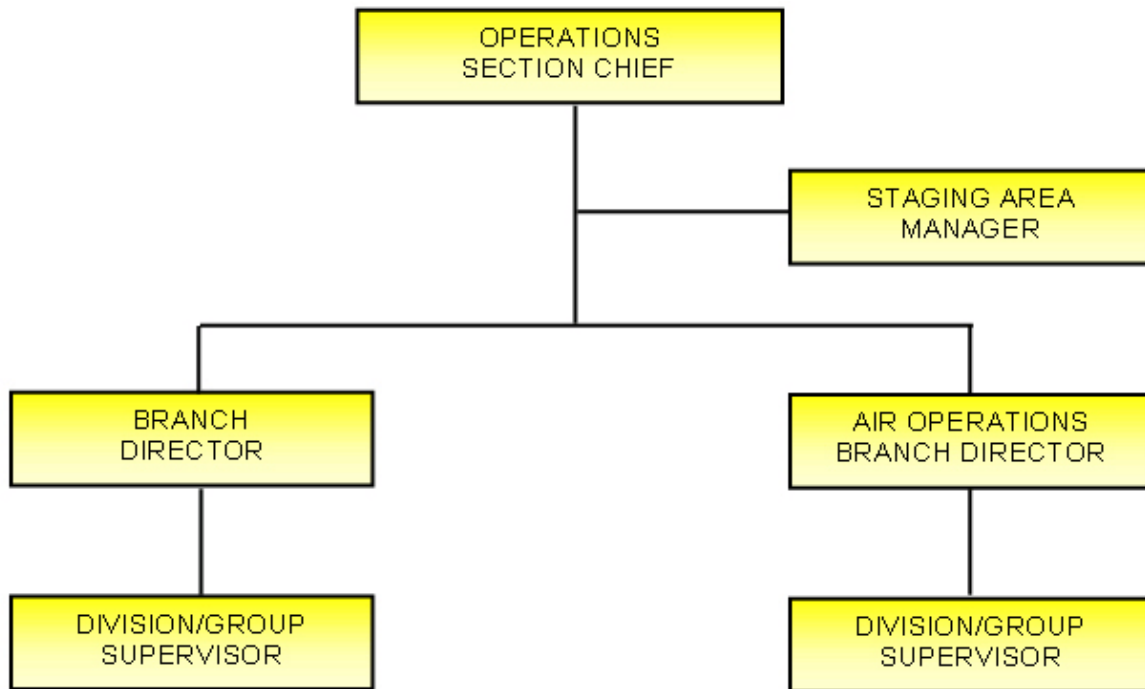 OPERATIONS
SECTION CHIEF
STAGING AREA
MANAGER
BRANCH
DIRECTOR
AIR OPERATIONS
BRANCH DIRECTOR
DIVISION/GROUP
SUPERVISOR
DIVISION/GROUP
SUPERVISOR